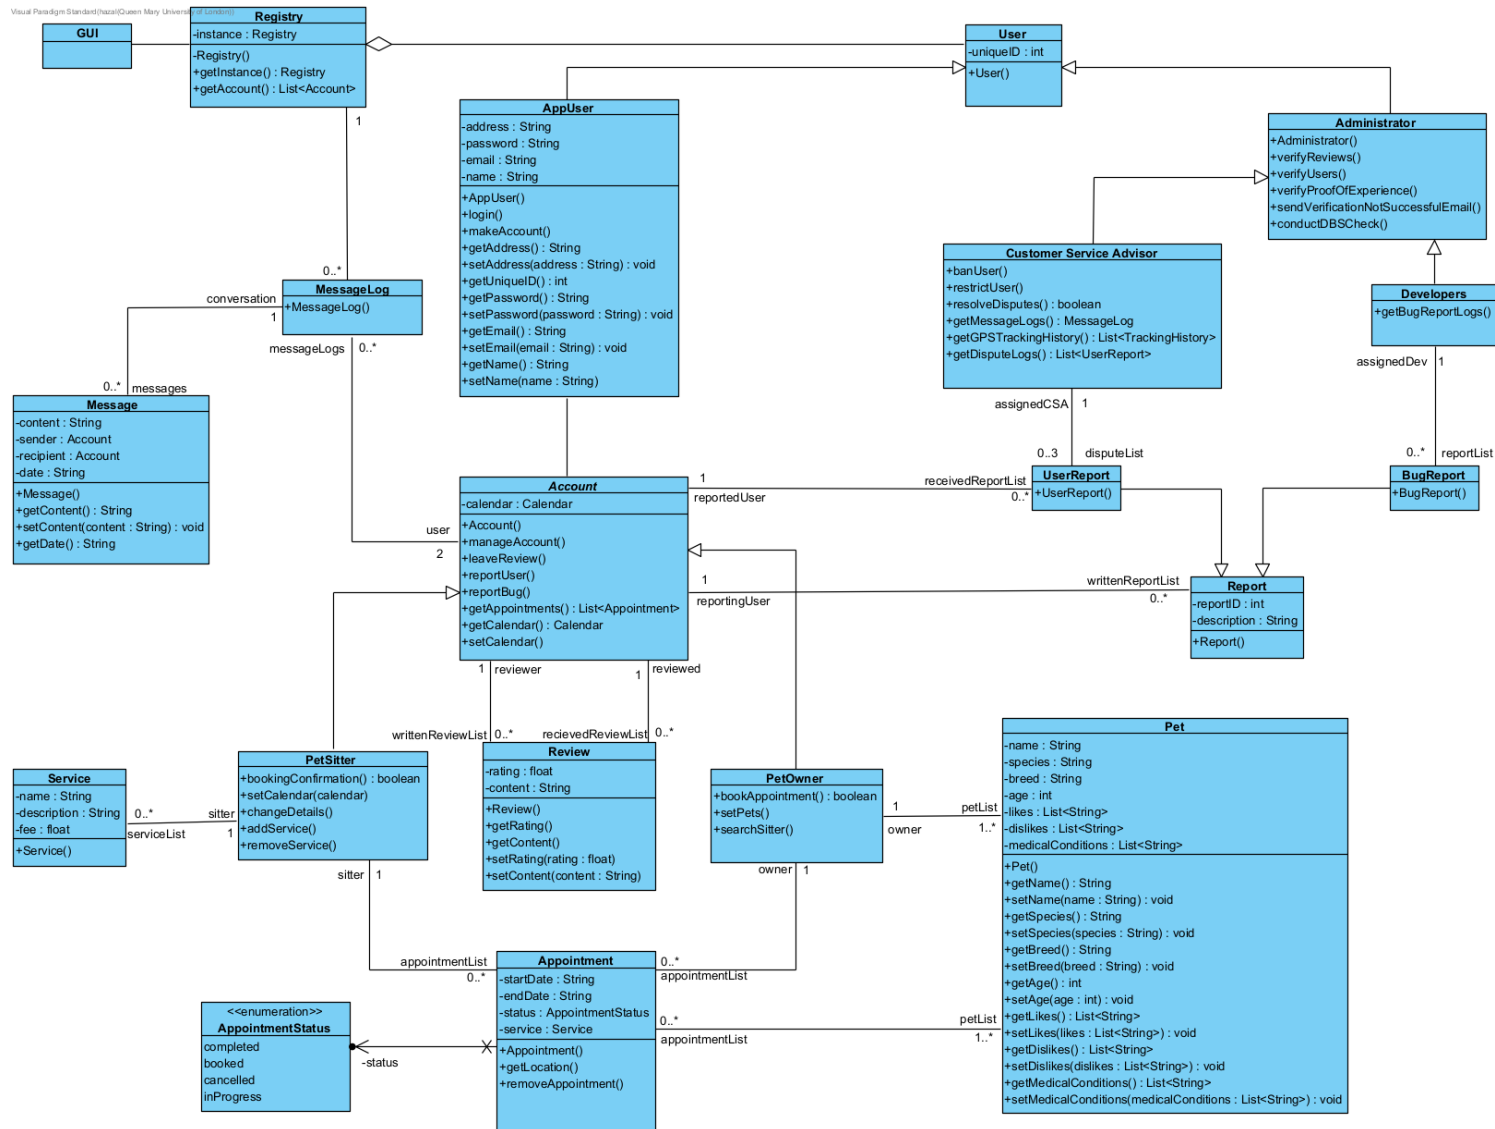 Visual Paradigm Standard(hazal(Queen Mary University of London))
GUI
Registry
-instance : Registry
-Registry()
+getInstance() : Registry
+getAccount() : List<Account>
1
0..*
User
-uniqueID : int
+User()
AppUser
-address : String
-password : String
-email : String
-name : String
+AppUser()
+login()
+makeAccount()
+getAddress() : String
+setAddress(address : String) : void
+getUniqueID() : int
+getPassword() : String
+setPassword(password : String) : void
+getEmail() : String
+setEmail(email : String) : void
+getName() : String
+setName(name : String)
Administrator
+Administrator()
+verifyReviews()
+verifyUsers()
+verifyProofOfExperience()
+sendVerificationNotSuccessfulEmail()
+conductDBSCheck()
Customer Service Advisor
+banUser()
+restrictUser()
+resolveDisputes() : boolean
+getMessageLogs() : MessageLog
+getGPSTrackingHistory() : List<TrackingHistory>
+getDisputeLogs() : List<UserReport>
Developers
+getBugReportLogs()
MessageLog
+MessageLog()
conversation
1
messageLogs
0..*
0..*
messages
Message
-content : String
-sender : Account
-recipient : Account
-date : String
+Message()
+getContent() : String
+setContent(content : String) : void
+getDate() : String
assignedCSA
1
0..3
disputeList
assignedDev
1
0..*
reportList
UserReport
+UserReport()
BugReport
+BugReport()
user
2
Account
-calendar : Calendar
+Account()
+manageAccount()
+leaveReview()
+reportUser()
+reportBug()
+getAppointments() : List<Appointment>
+getCalendar() : Calendar
+setCalendar()
1
reportedUser
receivedReportList
0..*
1
reportingUser
writtenReportList
0..*
Report
-reportID : int
-description : String
+Report()
1
reviewer
1
reviewed
writtenReviewList
0..*
recievedReviewList
0..*
Review
-rating : float
-content : String
+Review()
+getRating()
+getContent()
+setRating(rating : float)
+setContent(content : String)
Service
-name : String
-description : String
-fee : float
+Service()
0..*
serviceList
sitter
1
PetSitter
+bookingConfirmation() : boolean
+setCalendar(calendar)
+changeDetails()
+addService()
+removeService()
sitter
1
PetOwner
+bookAppointment() : boolean
+setPets()
+searchSitter()
1
owner
petList
1..*
owner
1
Pet
-name : String
-species : String
-breed : String
-age : int
-likes : List<String>
-dislikes : List<String>
-medicalConditions : List<String>
+Pet()
+getName() : String
+setName(name : String) : void
+getSpecies() : String
+setSpecies(species : String) : void
+getBreed() : String
+setBreed(breed : String) : void
+getAge() : int
+setAge(age : int) : void
+getLikes() : List<String>
+setLikes(likes : List<String>) : void
+getDislikes() : List<String>
+setDislikes(dislikes : List<String>) : void
+getMedicalConditions() : List<String>
+setMedicalConditions(medicalConditions : List<String>) : void
appointmentList
0..*
0..*
appointmentList
0..*
appointmentList
petList
1..*
Appointment
-startDate : String
-endDate : String
-status : AppointmentStatus
-service : Service
+Appointment()
+getLocation()
+removeAppointment()
-status
<<enumeration>>
AppointmentStatus
completed
booked
cancelled
inProgress